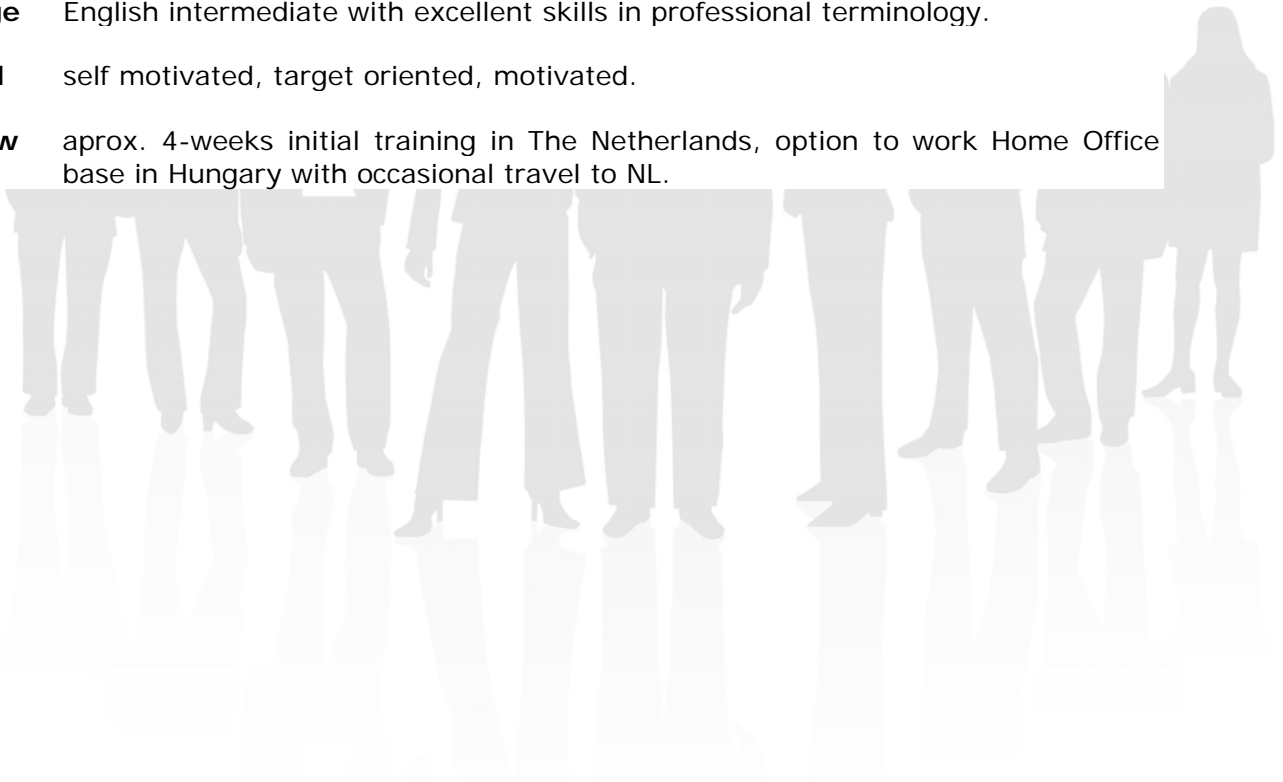 English intermediate with excellent skills in professional terminology.
self motivated, target oriented, motivated.
aprox. 4-weeks initial training in The Netherlands, option to work Home Office
base in Hungary with occasional travel to NL.